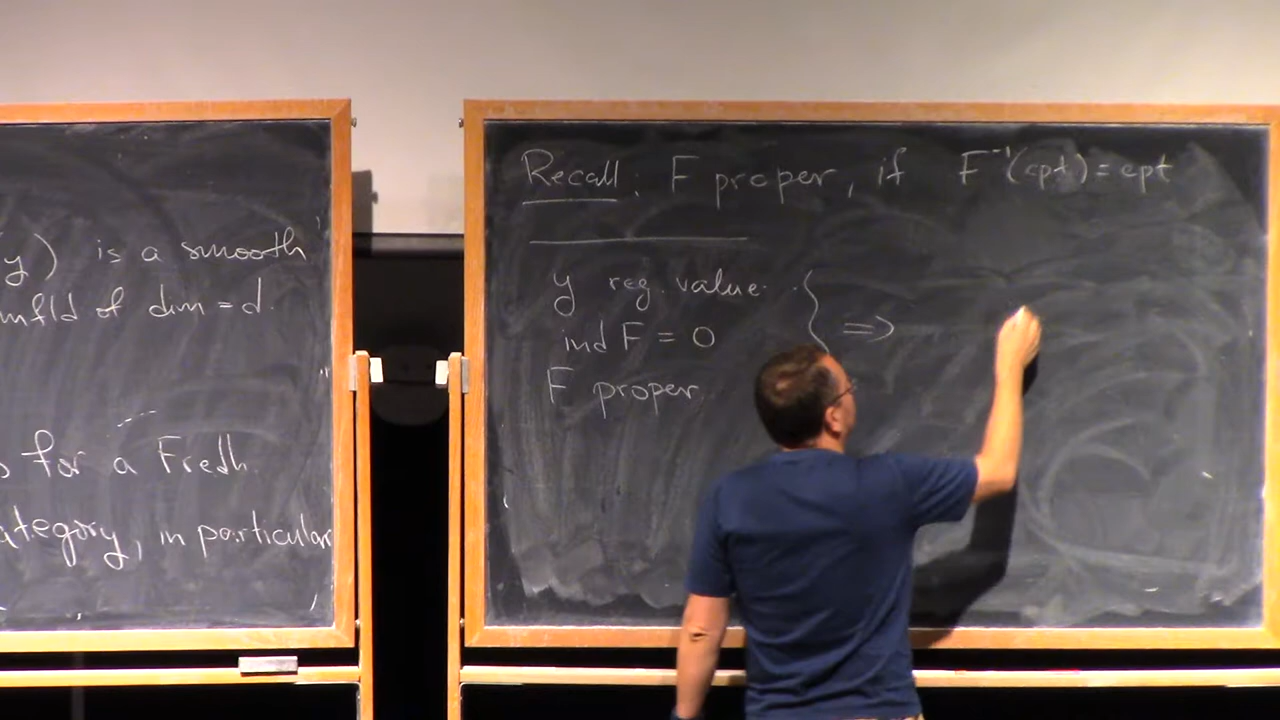 y) is a smooth
mfld of dim = d.
s for a Fredh.
ategory, in particular
Recall: F proper, if F⁻¹(cpt) = cpt
y reg. value
ind F = 0
F proper.
} ⇒